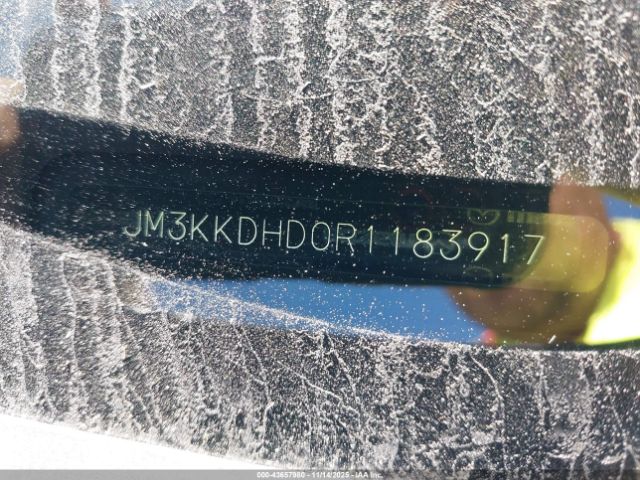 JM3KKDHD0R1183917
000-43657980 - 11/14/2025 - IAA Inc.